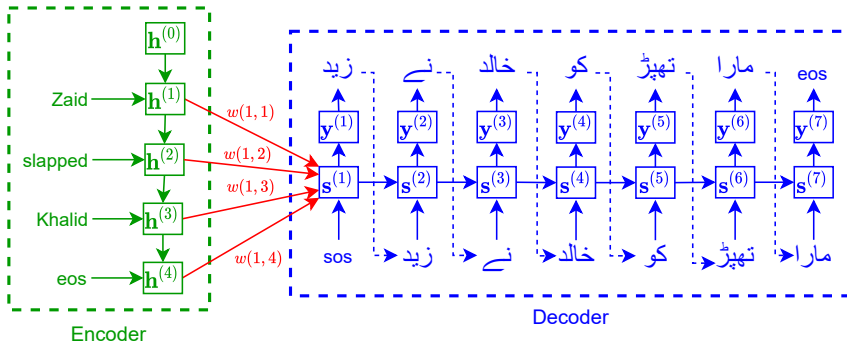 h(0)
Zaid h(1)
slapped h(2)
Khalid h(3)
eos h(4)
Encoder
w(1,1)
w(1,2)
w(1,3)
w(1,4)
زید نے خالد کو تھپڑ مارا eos
y(1) y(2) y(3) y(4) y(5) y(6) y(7)
s(1) s(2) s(3) s(4) s(5) s(6) s(7)
sos زید نے خالد کو تھپڑ مارا
Decoder